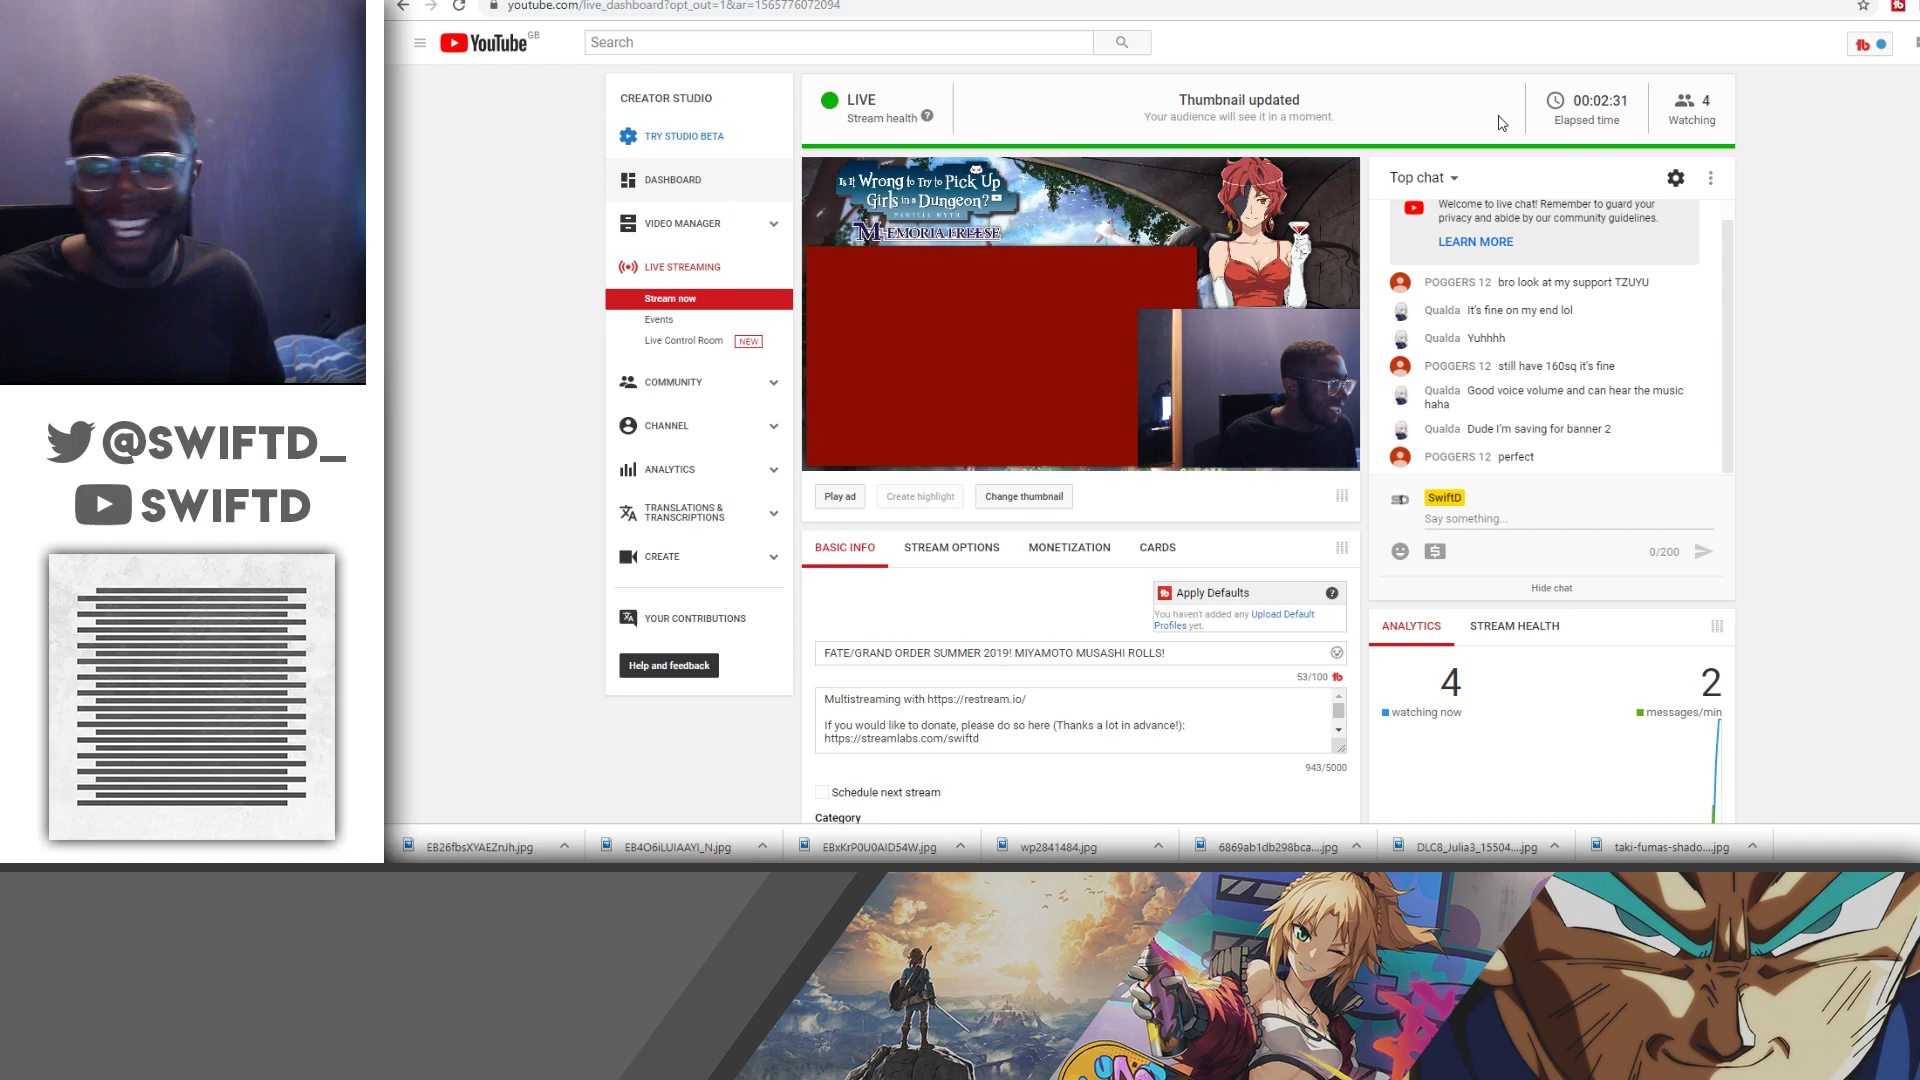 youtube.com/live_dashboard?opt_out=1&ar=1565776072094
YouTube GB
Search
CREATOR STUDIO
TRY STUDIO BETA
DASHBOARD
VIDEO MANAGER
LIVE STREAMING
Stream now
Events
Live Control Room NEW
COMMUNITY
CHANNEL
ANALYTICS
TRANSLATIONS &
TRANSCRIPTIONS
CREATE
YOUR CONTRIBUTIONS
Help and feedback
LIVE
Stream health ?
Thumbnail updated
Your audience will see it in a moment.
00:02:31
Elapsed time
4
Watching
Is It Wrong to Try to Pick Up
Girls in a Dungeon?
FAMILIA MYTH
MEMORIA FREESE
Play ad
Create highlight
Change thumbnail
BASIC INFO
STREAM OPTIONS
MONETIZATION
CARDS
Apply Defaults ?
You haven't added any Upload Default
Profiles yet.
FATE/GRAND ORDER SUMMER 2019! MIYAMOTO MUSASHI ROLLS!
53/100
Multistreaming with https://restream.io/
If you would like to donate, please do so here (Thanks a lot in advance!):
https://streamlabs.com/swiftd
943/5000
Schedule next stream
Category
Top chat
Welcome to live chat! Remember to guard your
privacy and abide by our community guidelines.
LEARN MORE
POGGERS 12 bro look at my support TZUYU
Qualda It's fine on my end lol
Qualda Yuhhhh
POGGERS 12 still have 160sq it's fine
Qualda Good voice volume and can hear the music
haha
Qualda Dude I'm saving for banner 2
POGGERS 12 perfect
SwiftD
Say something...
0/200
Hide chat
ANALYTICS
STREAM HEALTH
4
watching now
2
messages/min
@SWIFTD_
SWIFTD
EB26fbsXYAEZnJh.jpg
EB4O6iLUIAAYI_N.jpg
EBxKrP0U0AID54W.jpg
wp2841484.jpg
6869ab1db298bca....jpg
DLC8_Julia3_15504....jpg
taki-fumas-shado....jpg